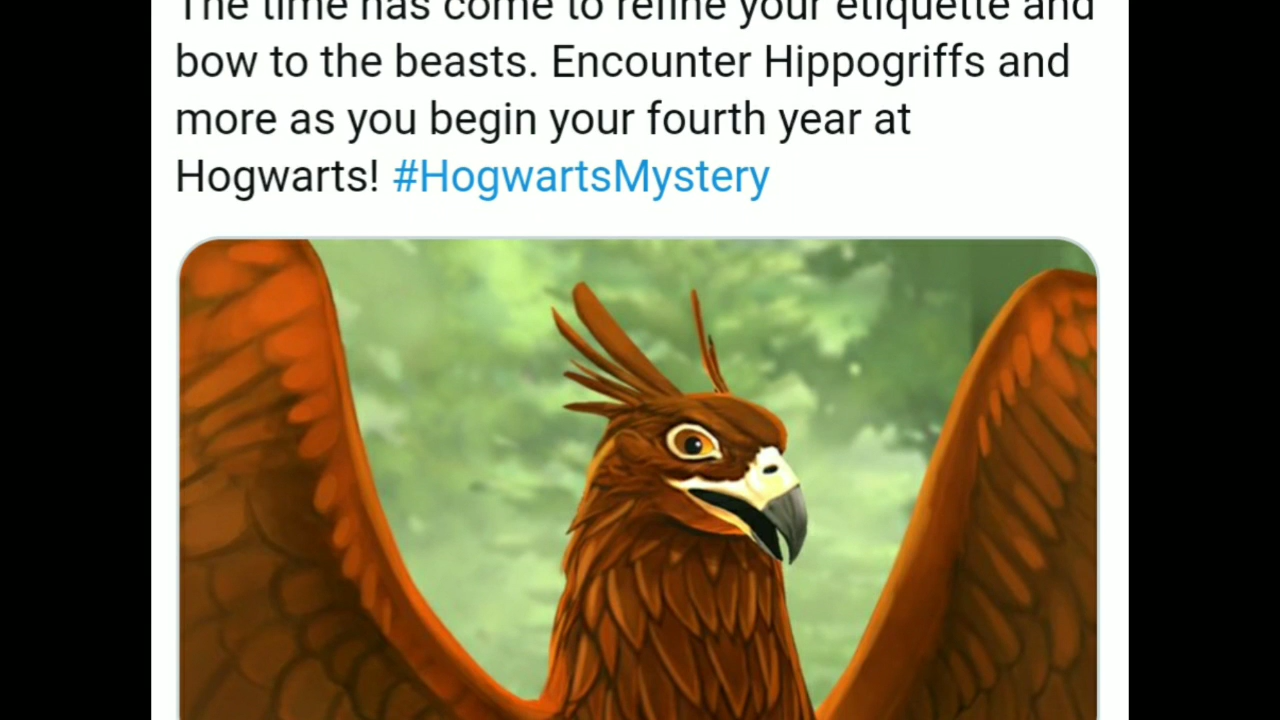 The time has come to refine your etiquette and
bow to the beasts. Encounter Hippogriffs and
more as you begin your fourth year at
Hogwarts! #HogwartsMystery